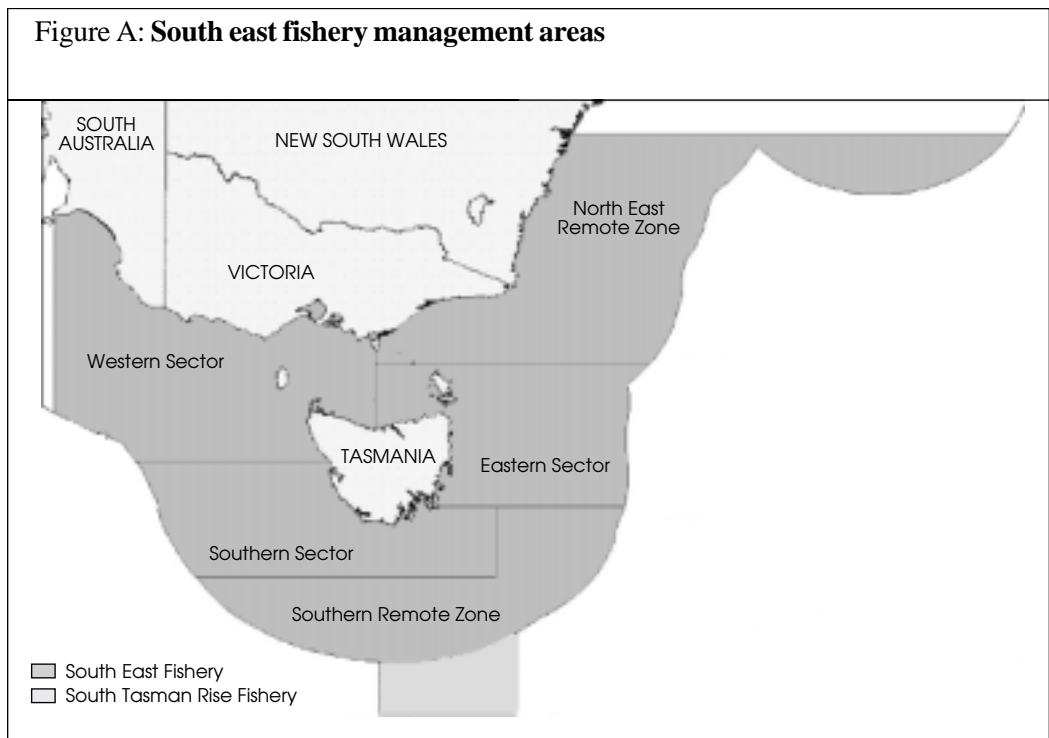 Figure A: South east fishery management areas
SOUTH
AUSTRALIA
NEW SOUTH WALES
North East
Remote Zone
VICTORIA
Western Sector
TASMANIA
Eastern Sector
Southern Sector
Southern Remote Zone
South East Fishery
South Tasman Rise Fishery